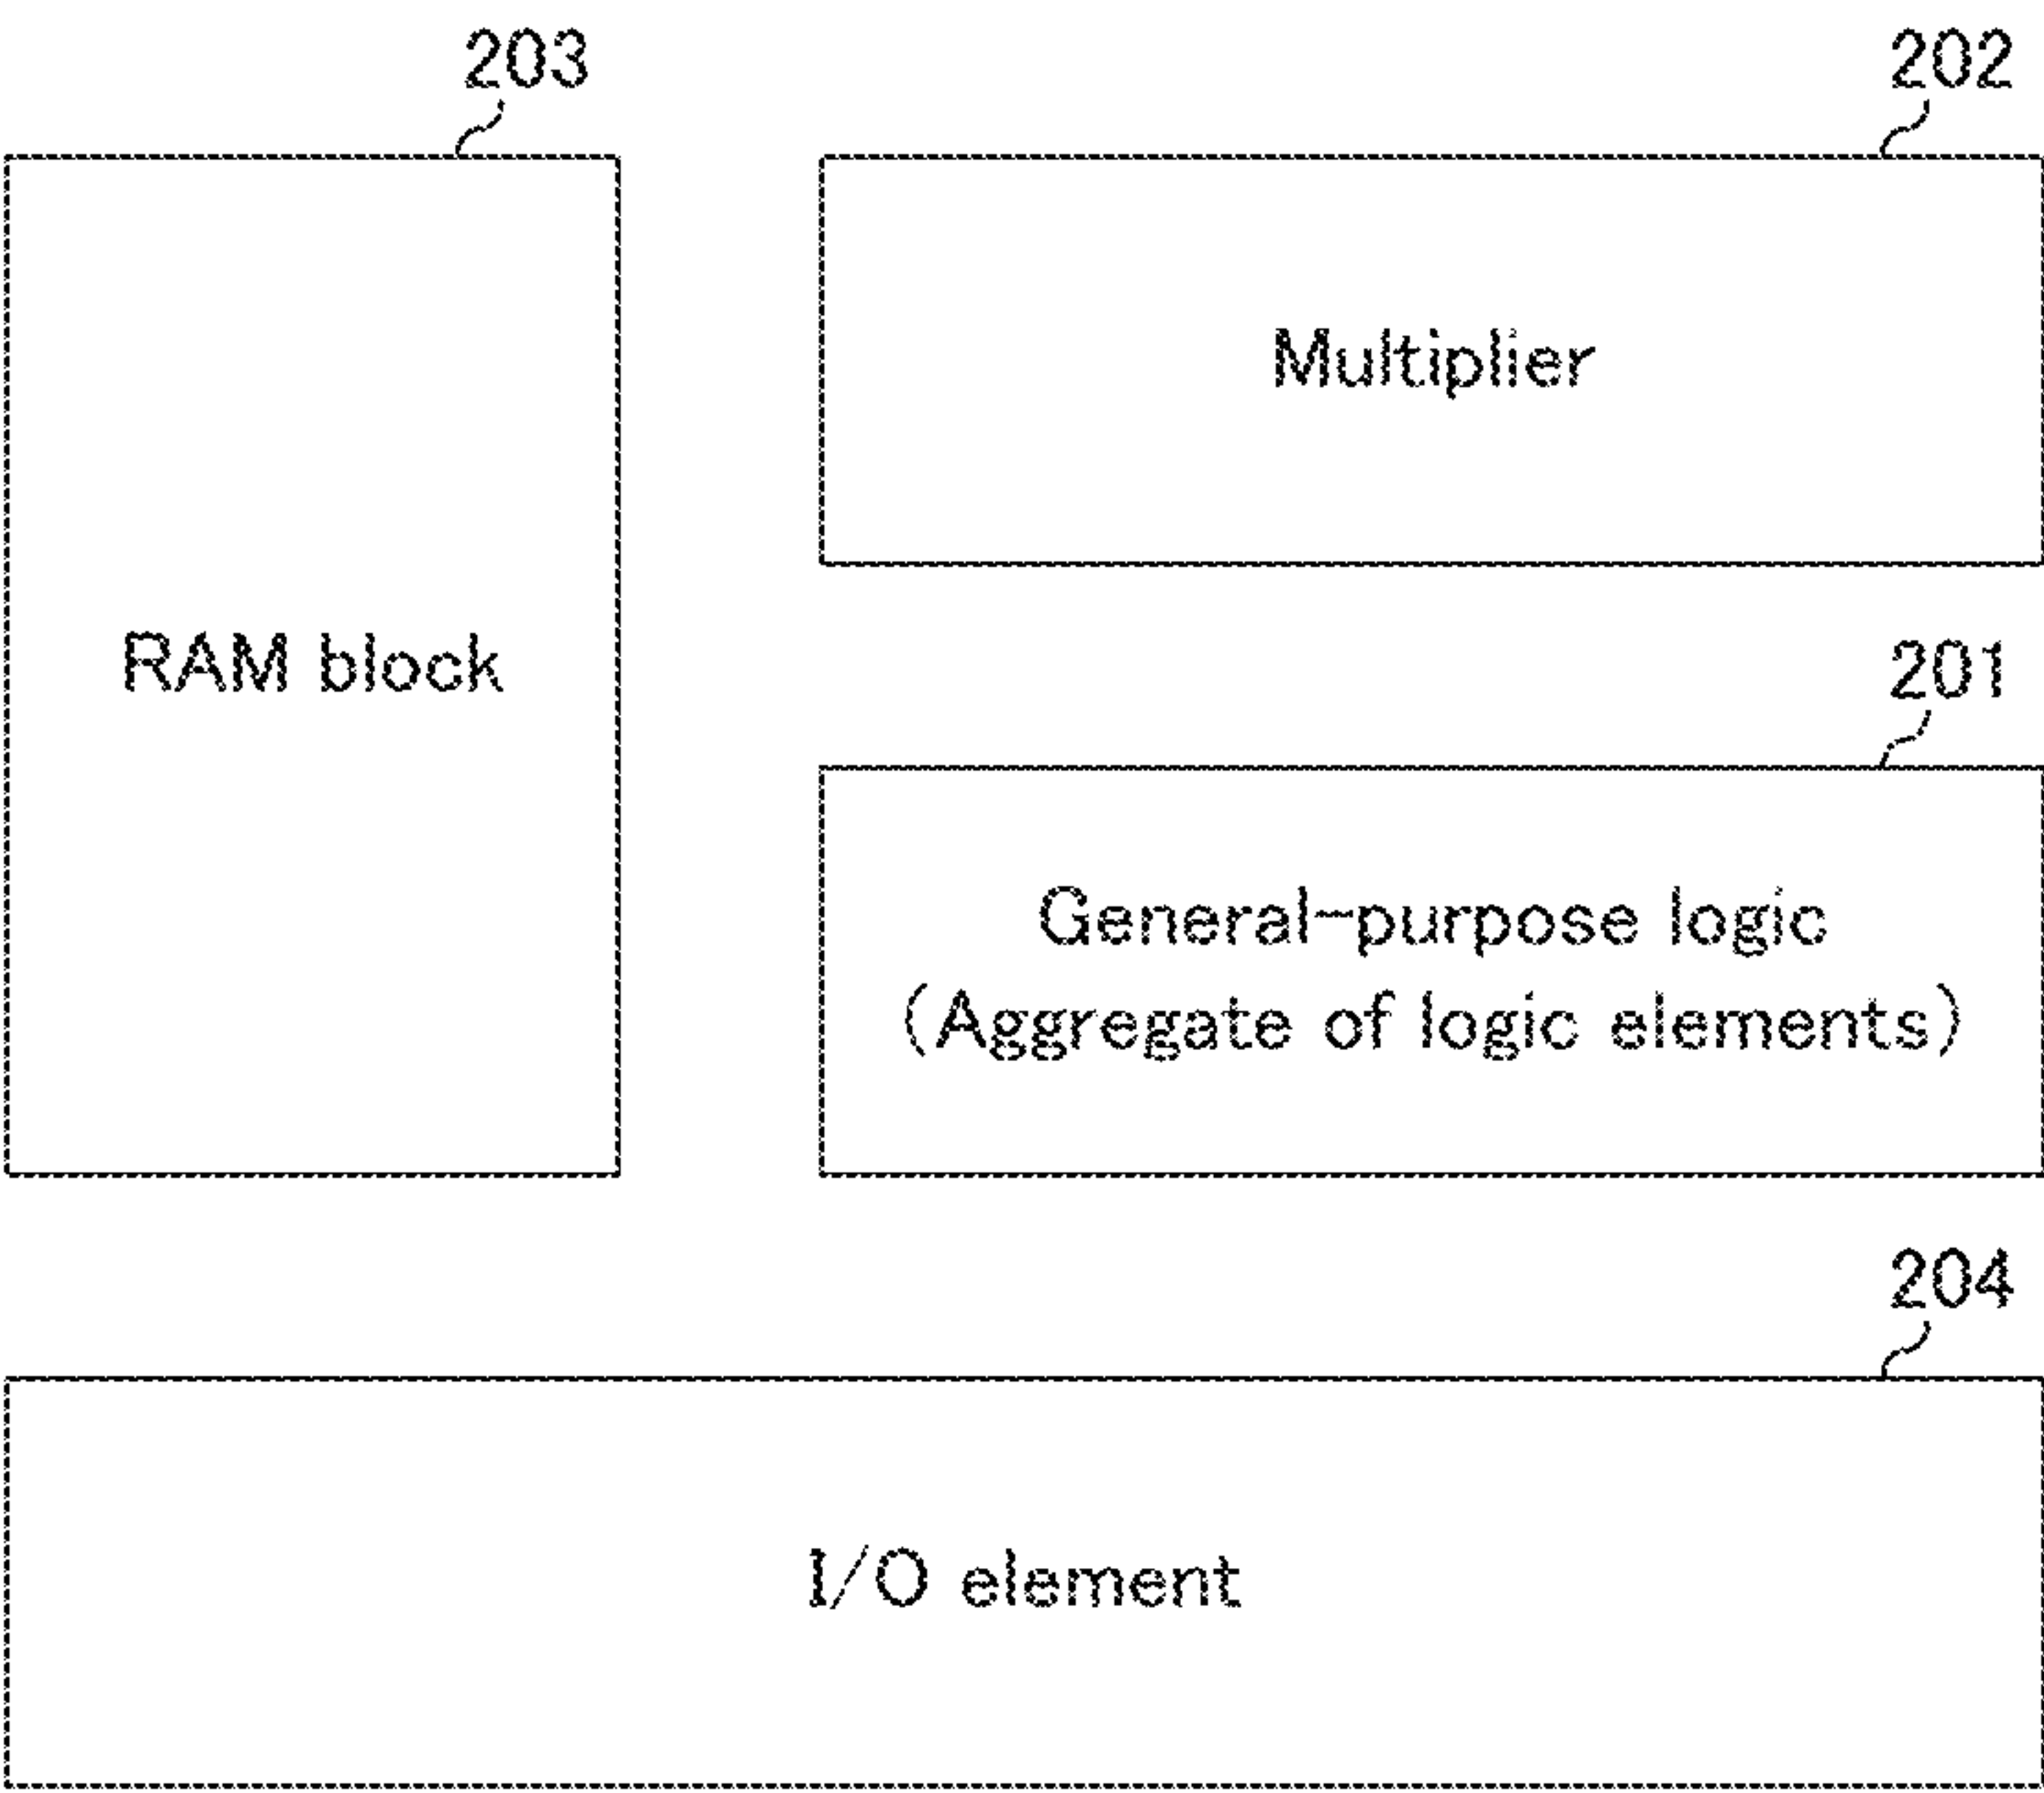 203
202
Multiplier
RAM block
201
General-purpose logic
(Aggregate of logic elements)
204
I/O element